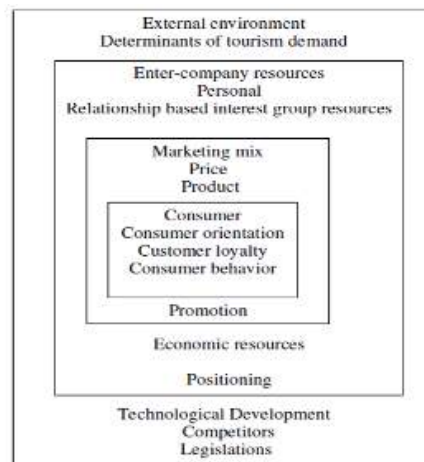 External environment
Determinants of tourism demand
Enter-company resources
Personal
Relationship based interest group resources
Marketing mix
Price
Product
Consumer
Consumer orientation
Customer loyalty
Consumer behavior
Promotion
Economic resources
Positioning
Technological Development
Competitors
Legislations